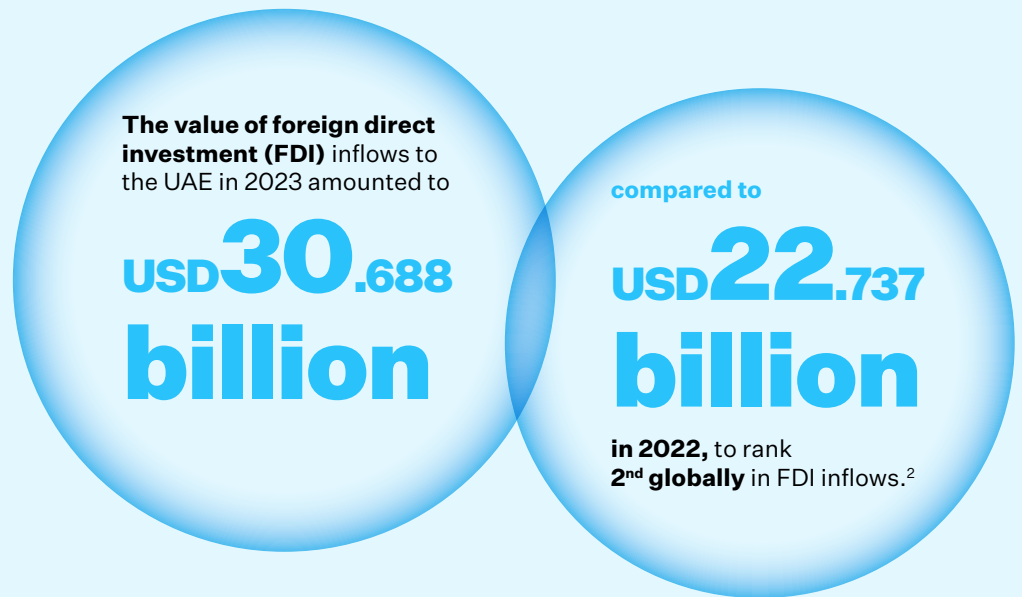 The value of foreign direct
investment (FDI) inflows to
the UAE in 2023 amounted to
USD30.688
billion
compared to
USD22.737
billion
in 2022, to rank
2nd globally in FDI inflows.2